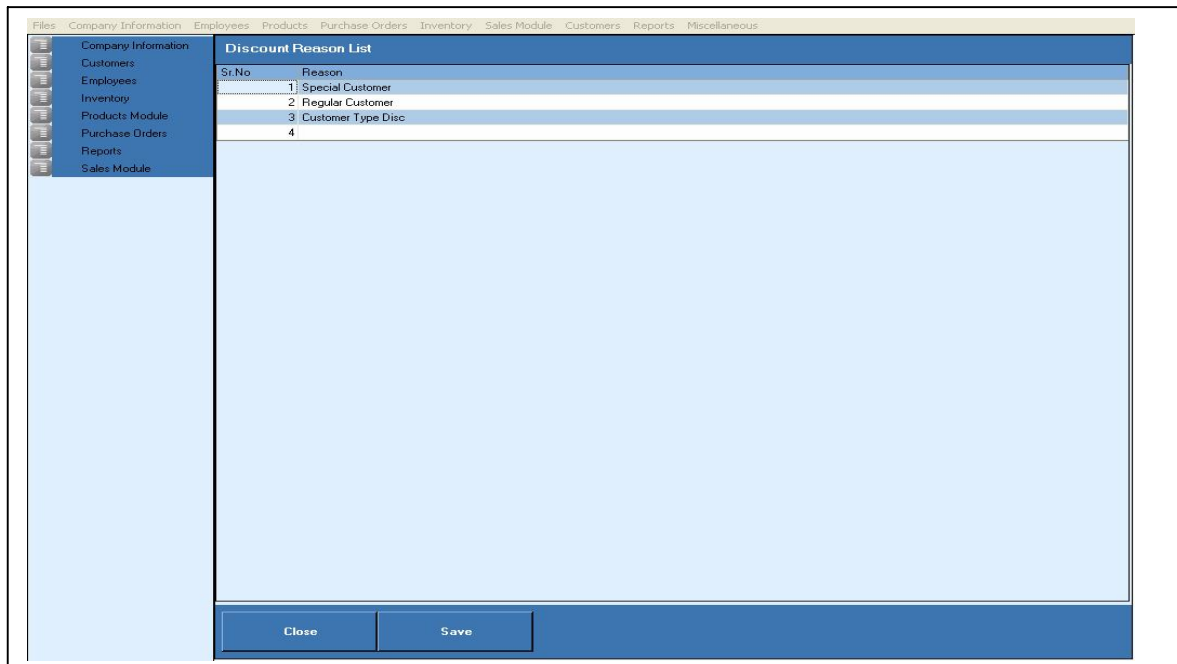 Files Company Information Employees Products Purchase Orders Inventory Sales Module Customers Reports Miscellaneous
Company Information
Customers
Employees
Inventory
Products Module
Purchase Orders
Reports
Sales Module
Discount Reason List
Sr.No Reason
1 Special Customer
2 Regular Customer
3 Customer Type Disc
4
Close Save